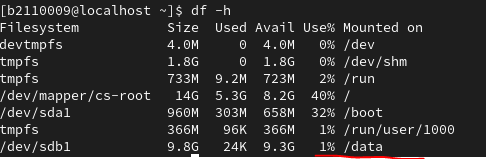 [b2110009@localhost ~]$ df -h
Filesystem Size Used Avail Use% Mounted on
devtmpfs 4.0M 0 4.0M 0% /dev
tmpfs 1.8G 0 1.8G 0% /dev/shm
tmpfs 733M 9.2M 723M 2% /run
/dev/mapper/cs-root 14G 5.3G 8.2G 40% /
/dev/sda1 960M 303M 658M 32% /boot
tmpfs 366M 96K 366M 1% /run/user/1000
/dev/sdb1 9.8G 24K 9.3G 1% /data